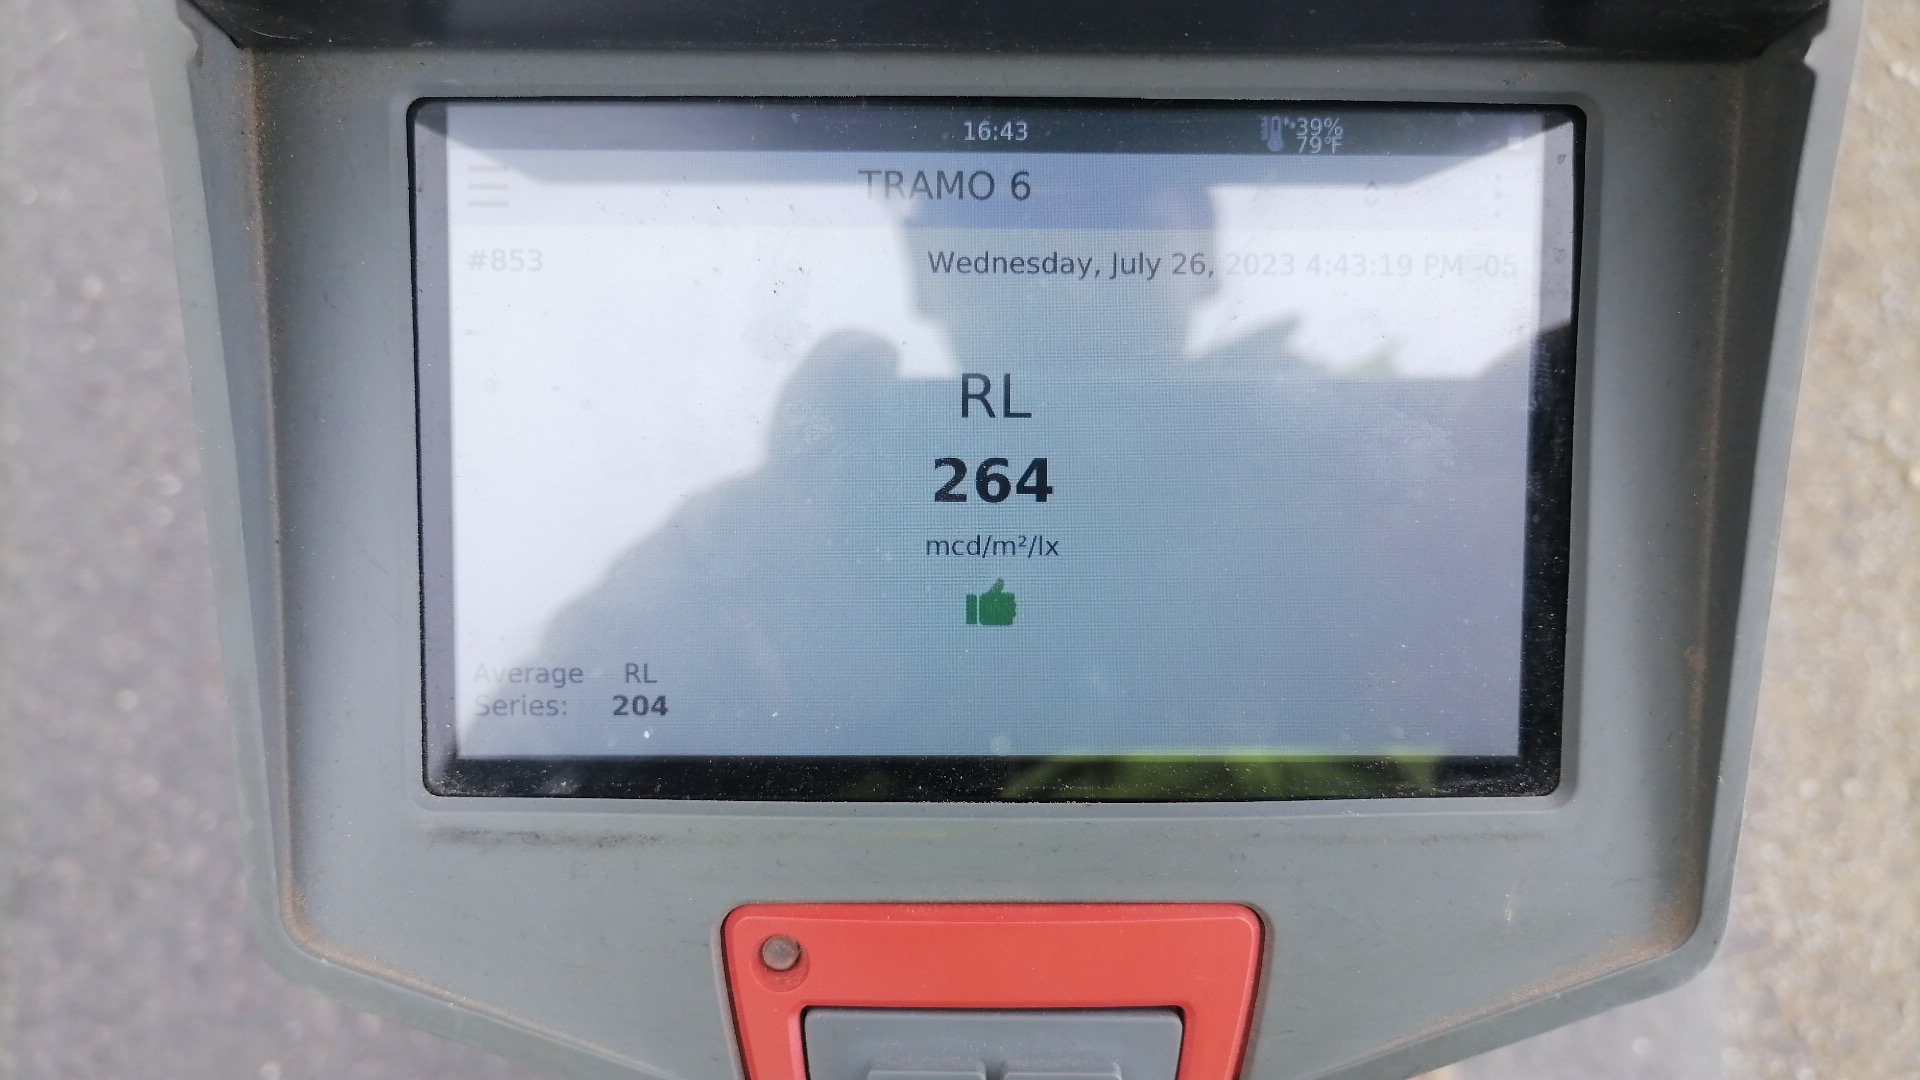 16:43
39%
79°F
TRAMO 6
#853
Wednesday, July 26, 2023 4:43:19 PM -05
RL
264
mcd/m²/lx
Average RL
Series: 204